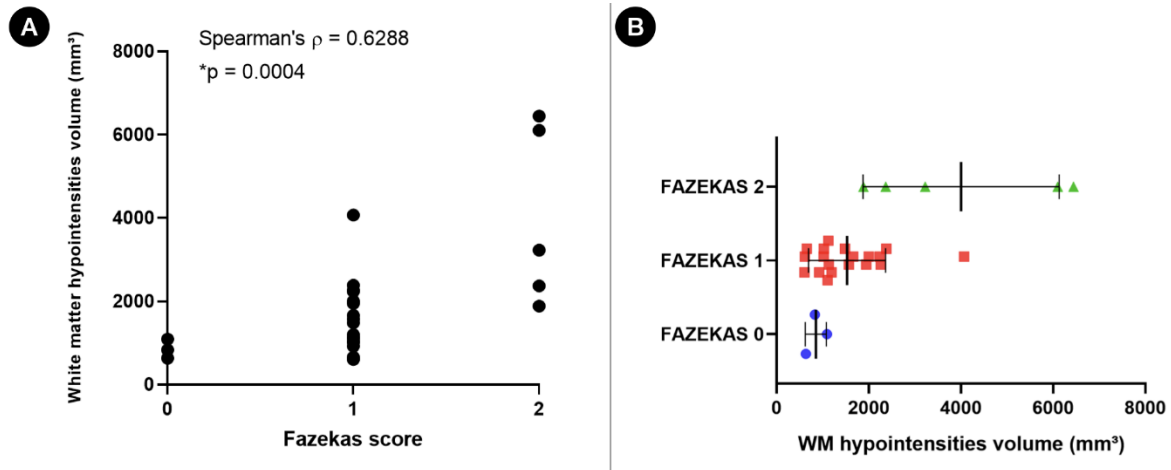 A
Spearman's ρ = 0.6288
*p = 0.0004
White matter hypointensities volume (mm³)
8000
6000
4000
2000
0
0 1 2
Fazekas score
B
FAZEKAS 2
FAZEKAS 1
FAZEKAS 0
0 2000 4000 6000 8000
WM hypointensities volume (mm³)